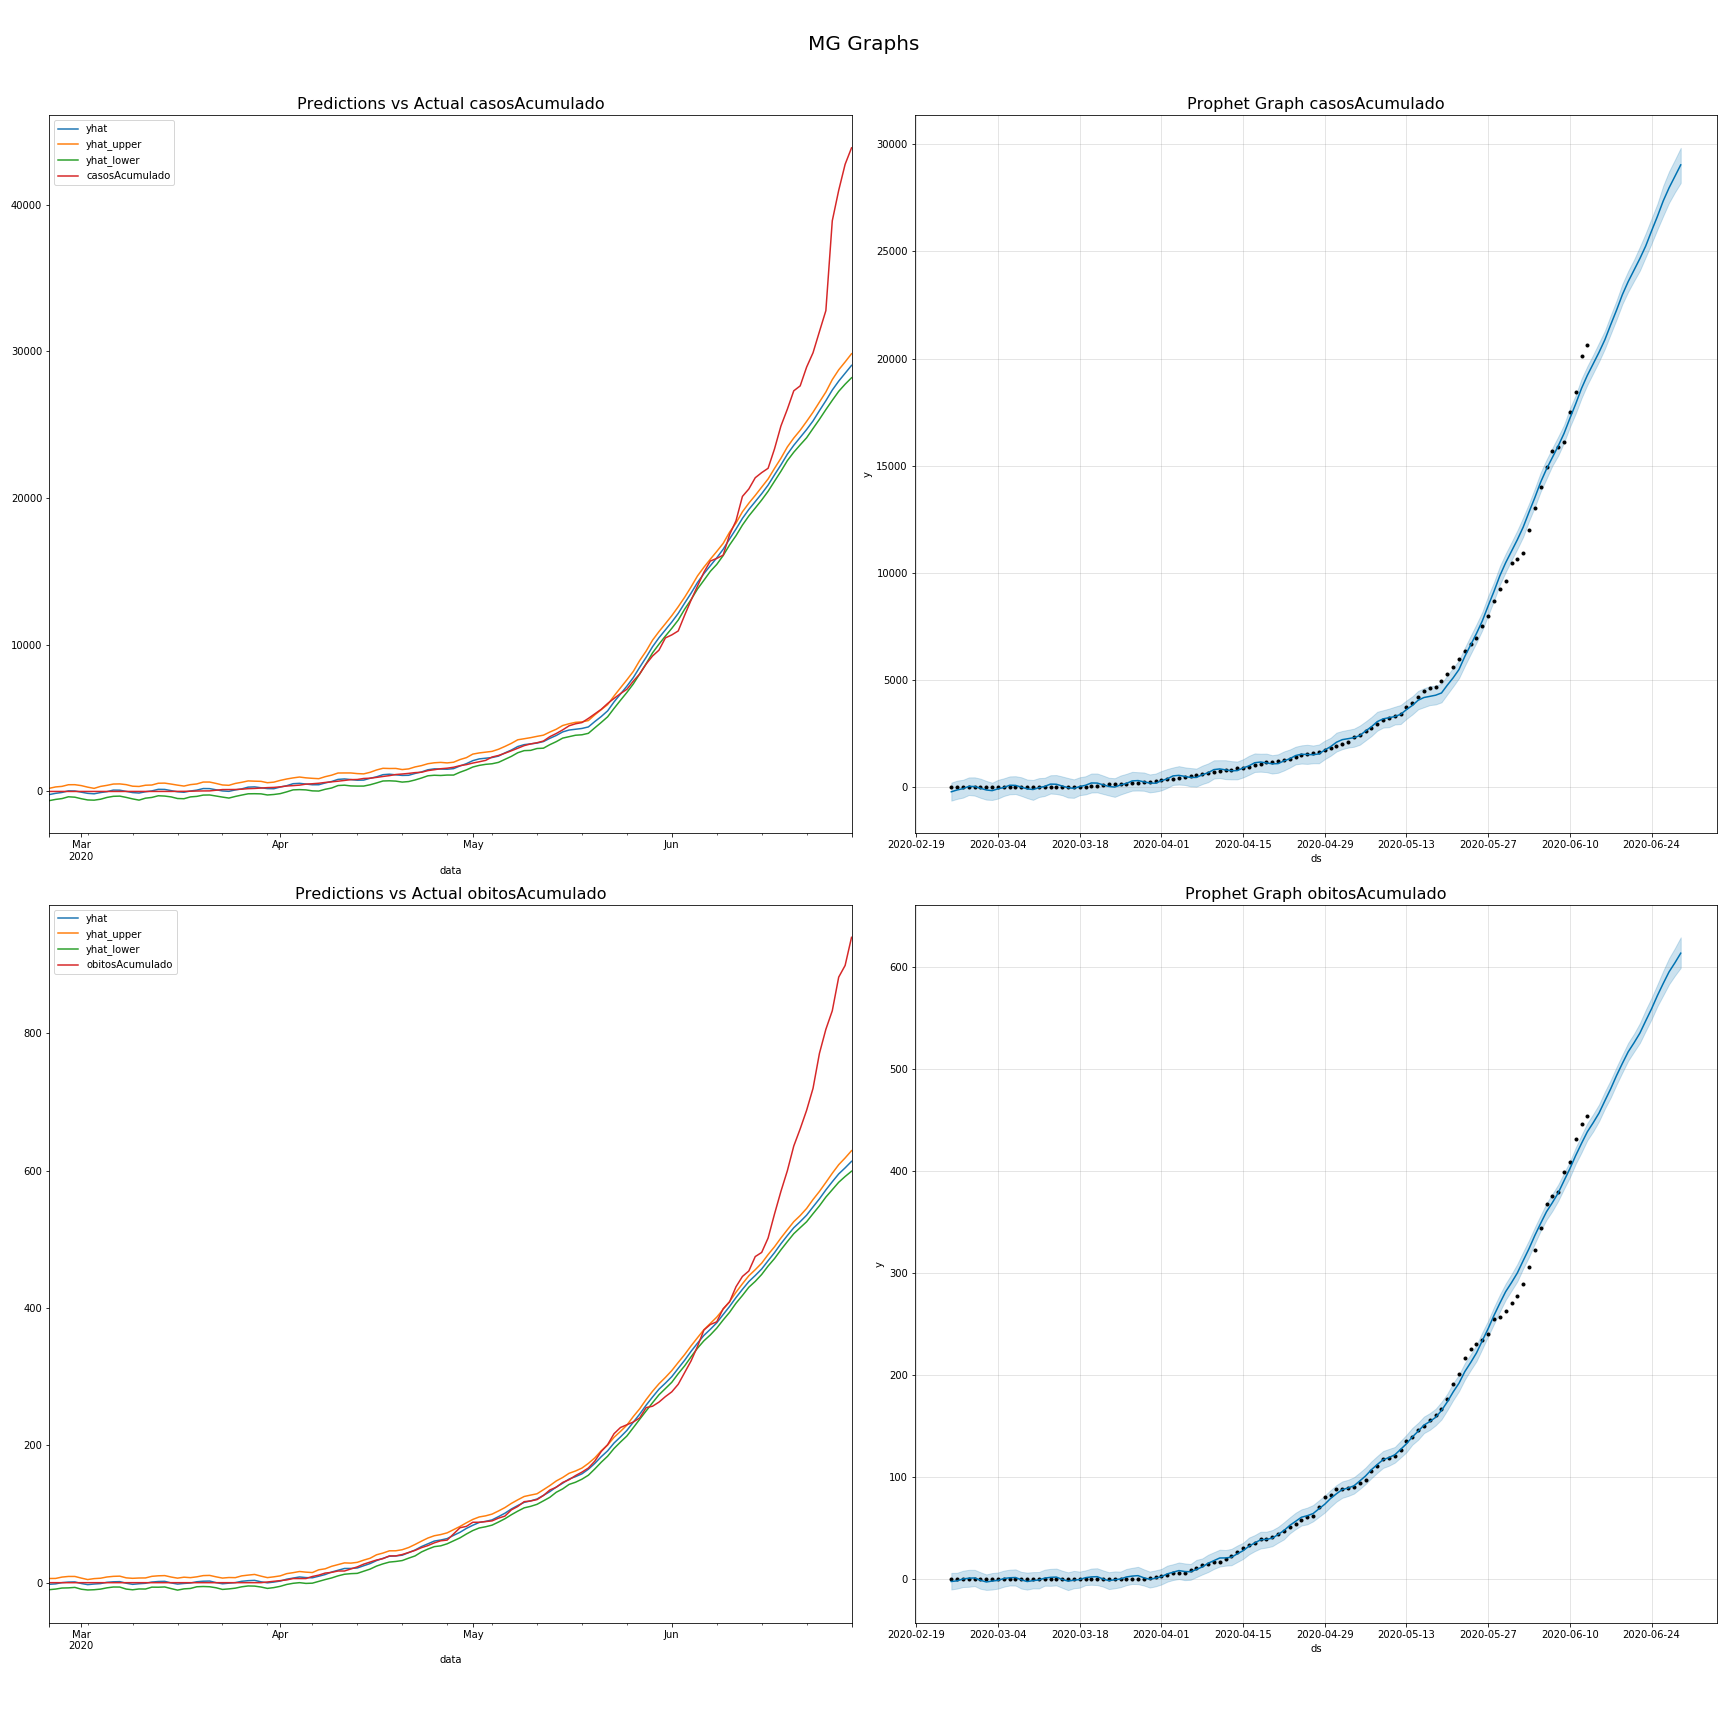 MG Graphs
Predictions vs Actual casosAcumulado
yhat
yhat_upper
yhat_lower
casosAcumulado
40000
30000
20000
10000
0
Mar
2020
Apr
May
Jun
data
Prophet Graph casosAcumulado
30000
25000
20000
15000
10000
5000
0
y
2020-02-19 2020-03-04 2020-03-18 2020-04-01 2020-04-15 2020-04-29 2020-05-13 2020-05-27 2020-06-10 2020-06-24
ds
Predictions vs Actual obitosAcumulado
yhat
yhat_upper
yhat_lower
obitosAcumulado
800
600
400
200
0
Mar
2020
Apr
May
Jun
data
Prophet Graph obitosAcumulado
600
500
400
300
200
100
0
y
2020-02-19 2020-03-04 2020-03-18 2020-04-01 2020-04-15 2020-04-29 2020-05-13 2020-05-27 2020-06-10 2020-06-24
ds